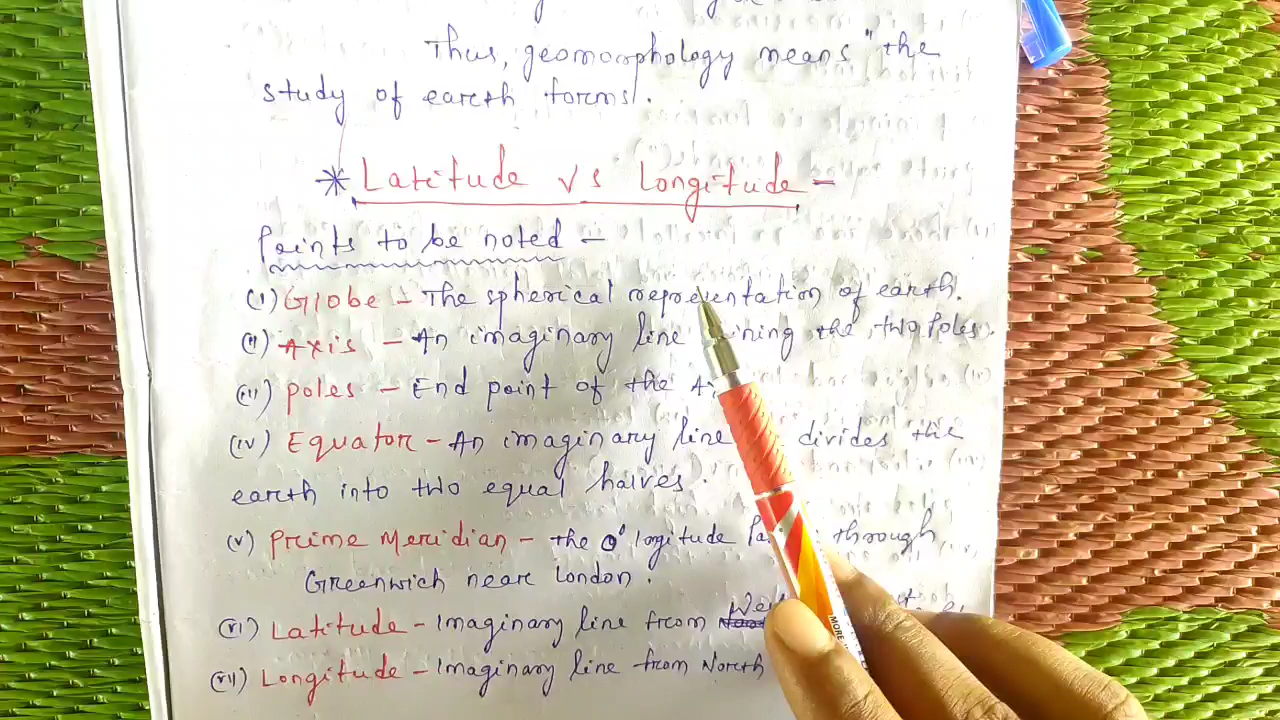 Thus, geomorphology means "the
study of earth forms.
* Latitude vs Longitude -
Points to be noted -
(i) Globe - The spherical representation of earth.
(ii) Axis - An imaginary line ining the two Poles.
(iii) poles - End point of the
(iv) Equator - An imaginary line divides the
earth into two equal halves.
(v) Prime Meridian - the 0° logitude through
Greenwich near London.
(vi) Latitude - Imaginary line from
(vii) Longitude - Imaginary line from North
MORE